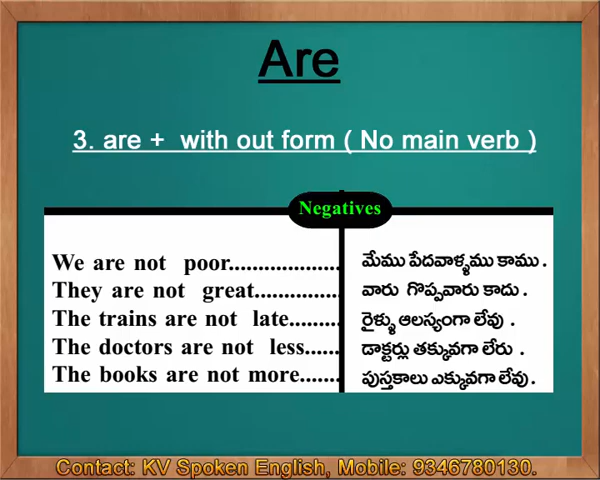 Are
3. are + with out form ( No main verb )
Negatives
We are not poor...................
They are not great...............
The trains are not late.........
The doctors are not less......
The books are not more.......
మేము పేదవాళ్ళము కాము .
వారు గొప్పవారు కాదు .
రైళ్ళు ఆలస్యంగా లేవు .
డాక్టర్లు తక్కువగా లేరు .
పుస్తకాలు ఎక్కువగా లేవు .
Contact: KV Spoken English, Mobile: 9346780130.